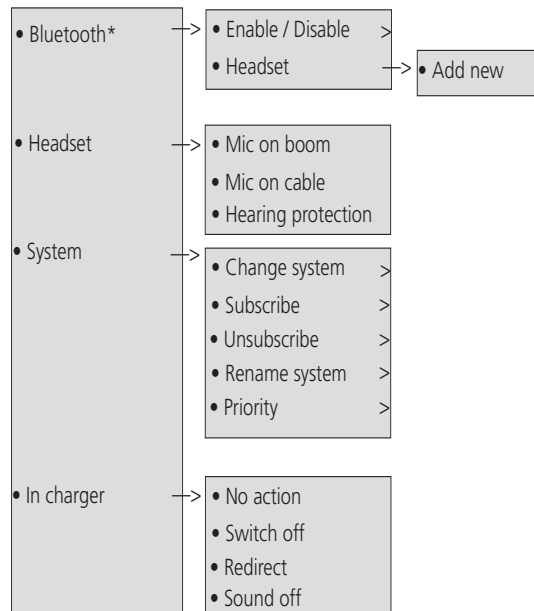 • Bluetooth*
—> • Enable / Disable >
• Headset —> • Add new
• Headset
—> • Mic on boom
• Mic on cable
• Hearing protection
• System
—> • Change system >
• Subscribe >
• Unsubscribe >
• Rename system >
• Priority >
• In charger
—> • No action
• Switch off
• Redirect
• Sound off